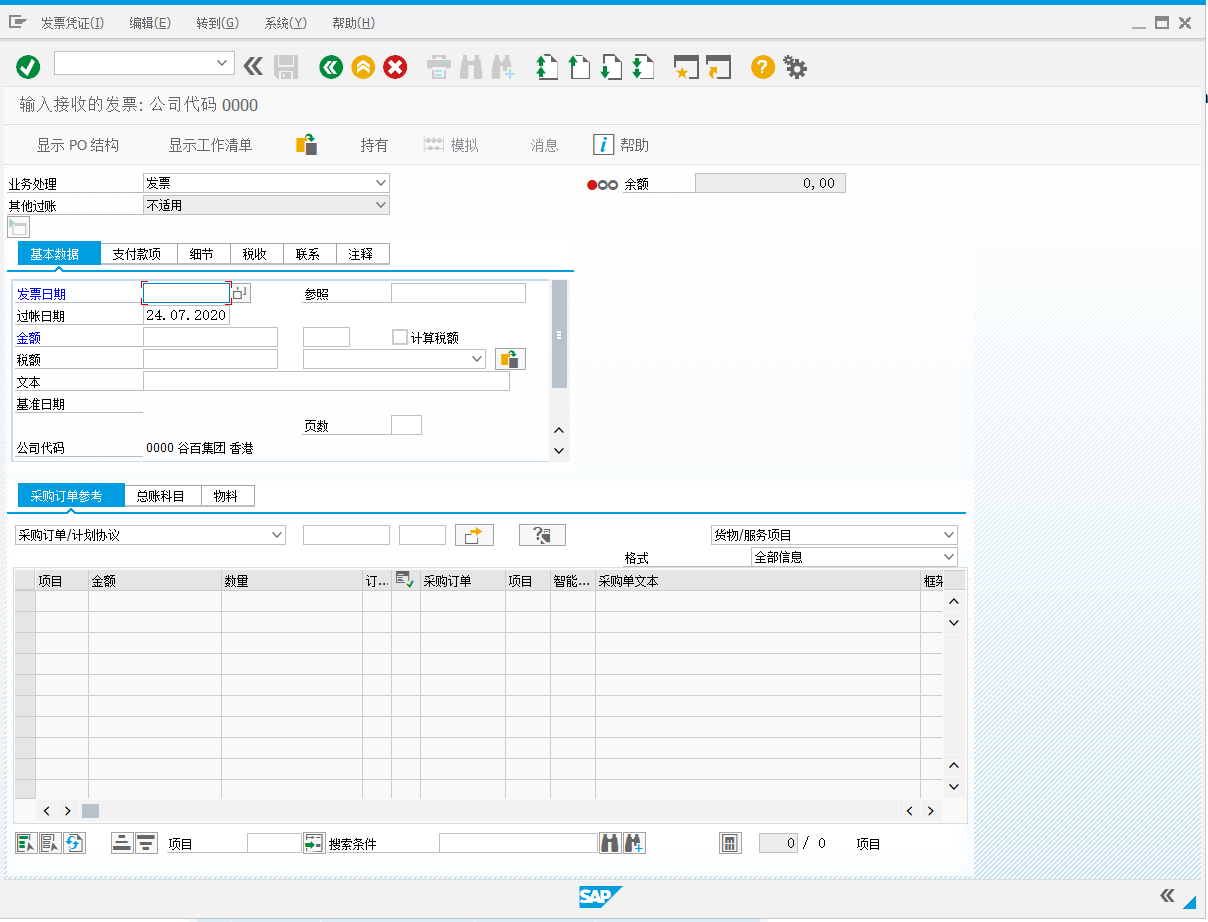 发票凭证(I) 编辑(E) 转到(G) 系统(Y) 帮助(H)
输入接收的发票: 公司代码 0000
显示 PO 结构 显示工作清单 持有 模拟 消息 i 帮助
业务处理 发票 余额 0,00
其他过账 不适用
基本数据 支付款项 细节 税收 联系 注释
发票日期 参照
过帐日期 24.07.2020
金额 计算税额
税额
文本
基准日期
页数
公司代码 0000 谷百集团 香港
采购订单参考 总账科目 物料
采购订单/计划协议 货物/服务项目
格式 全部信息
项目 金额 数量 订... 采购订单 项目 智能... 采购单文本
项目 搜索条件 0 / 0 项目
SAP